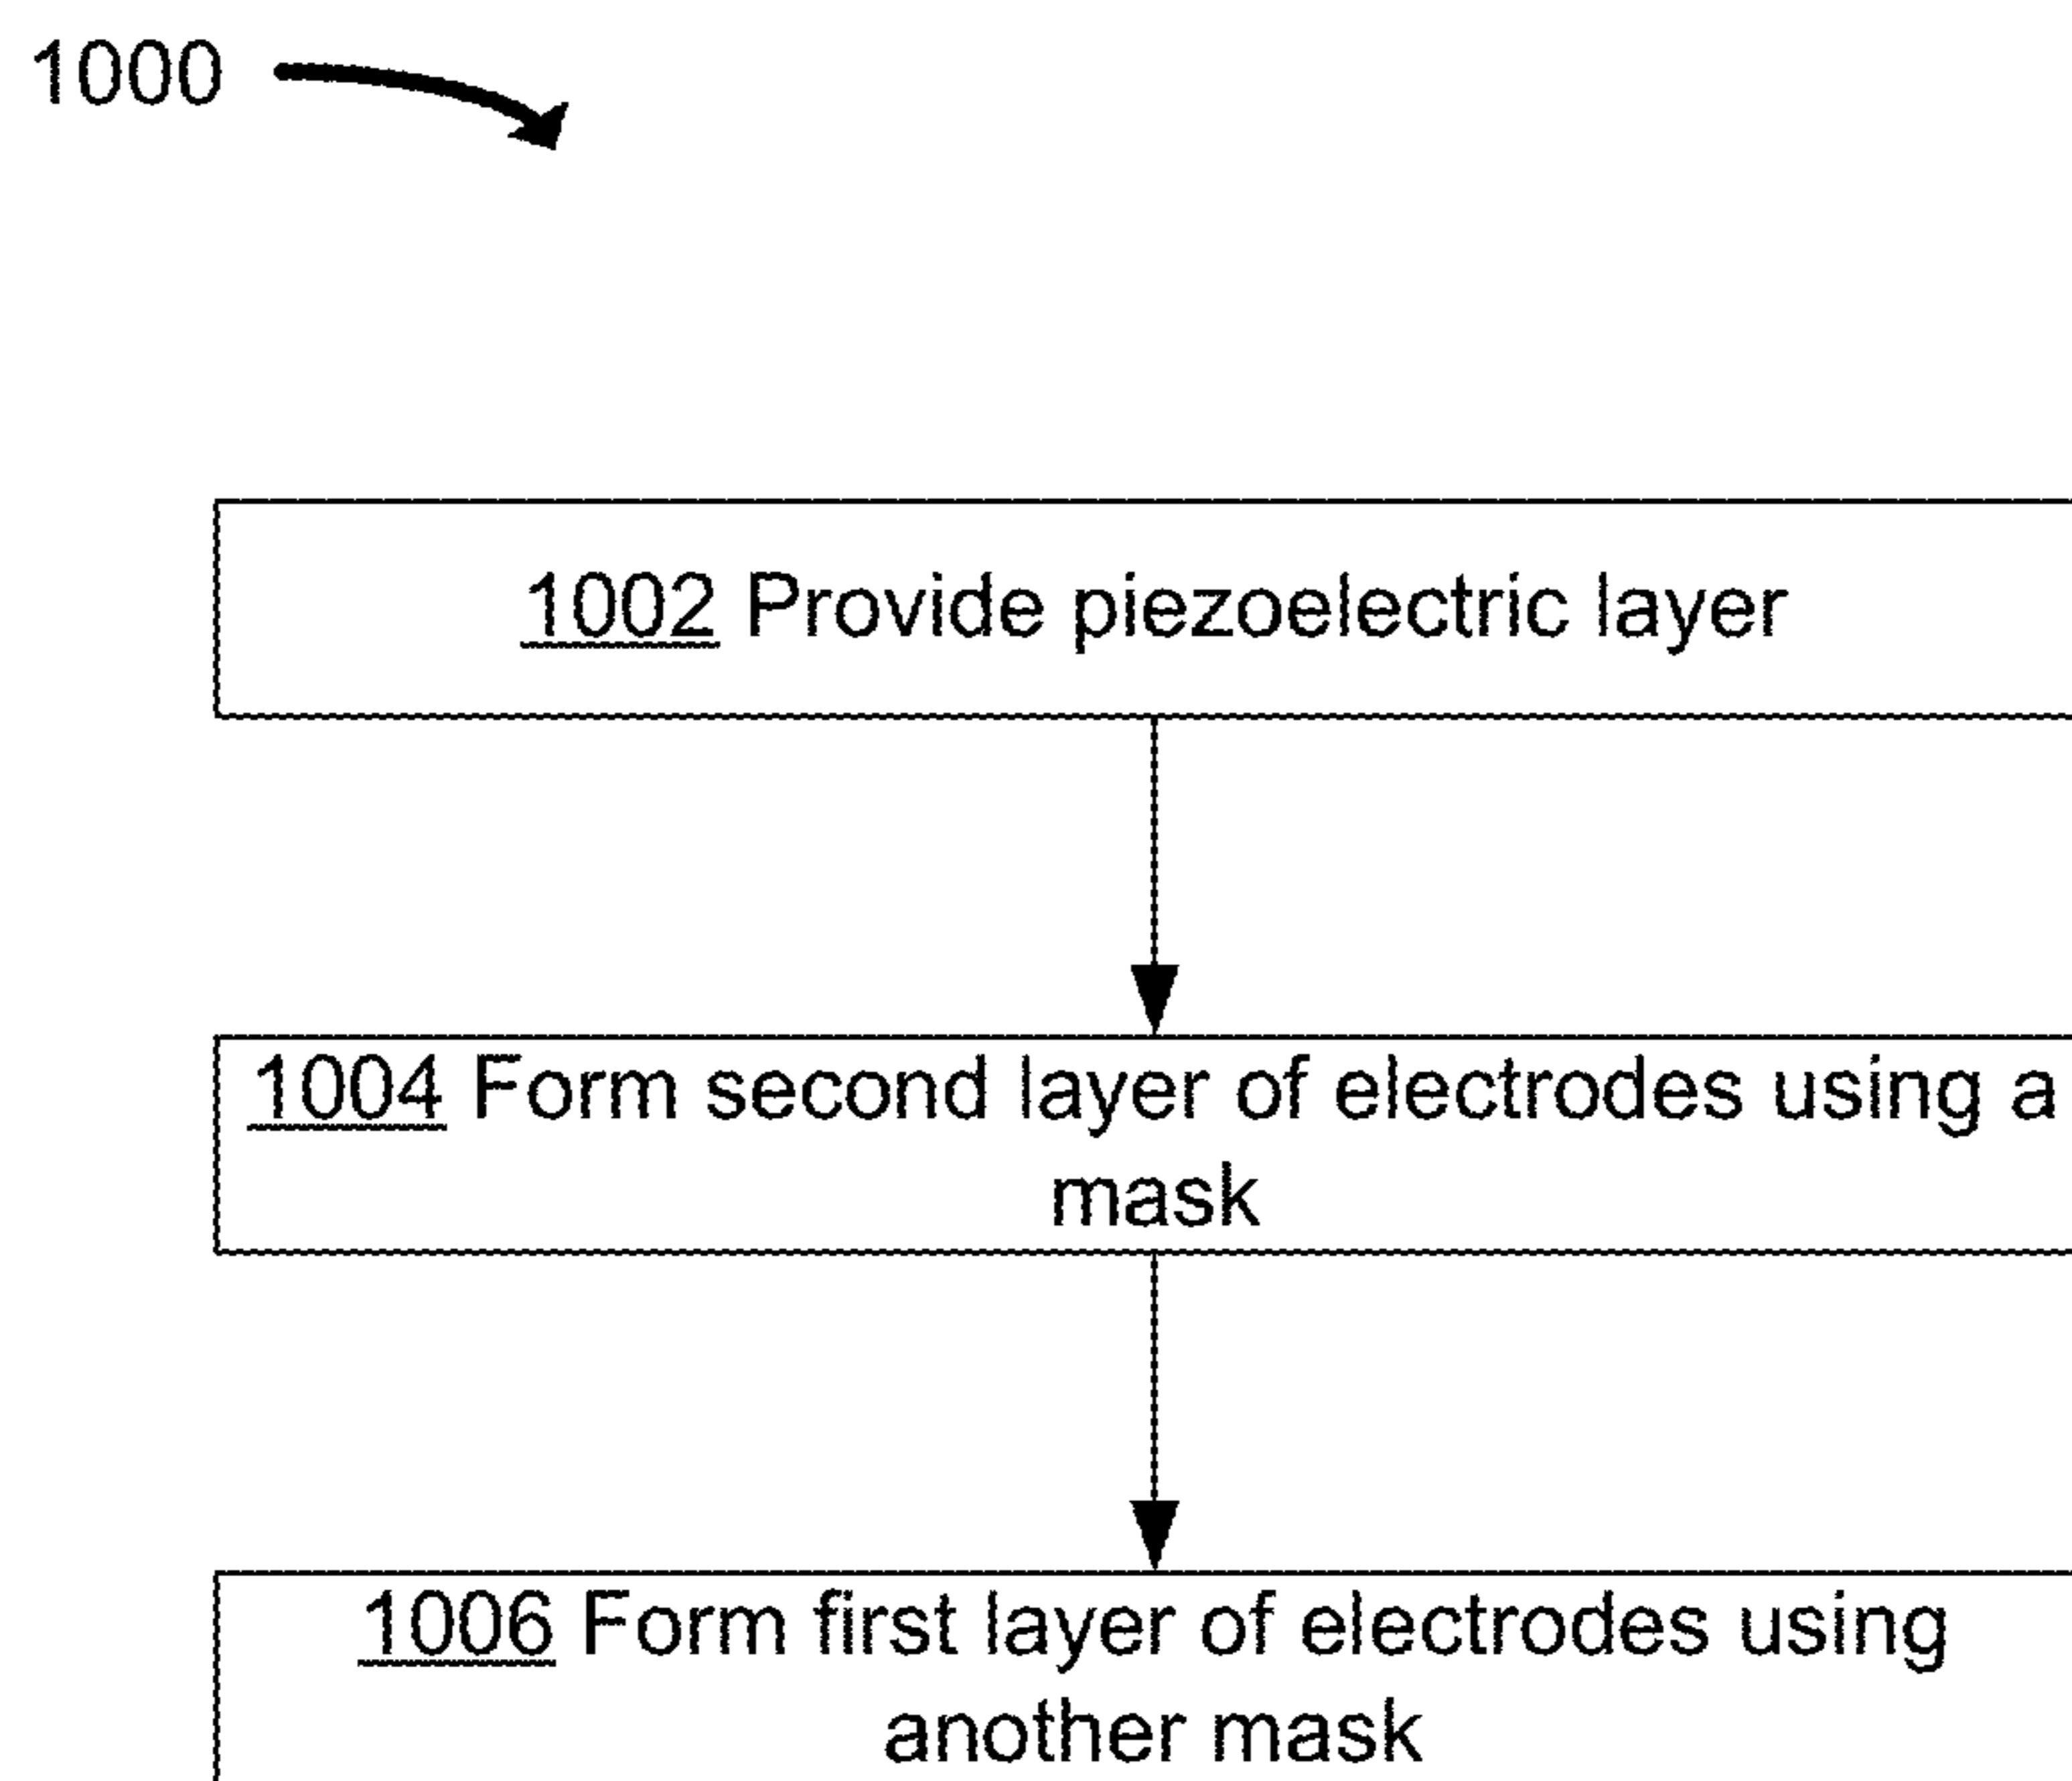 1000
1002 Provide piezoelectric layer
1004 Form second layer of electrodes using a
mask
1006 Form first layer of electrodes using
another mask